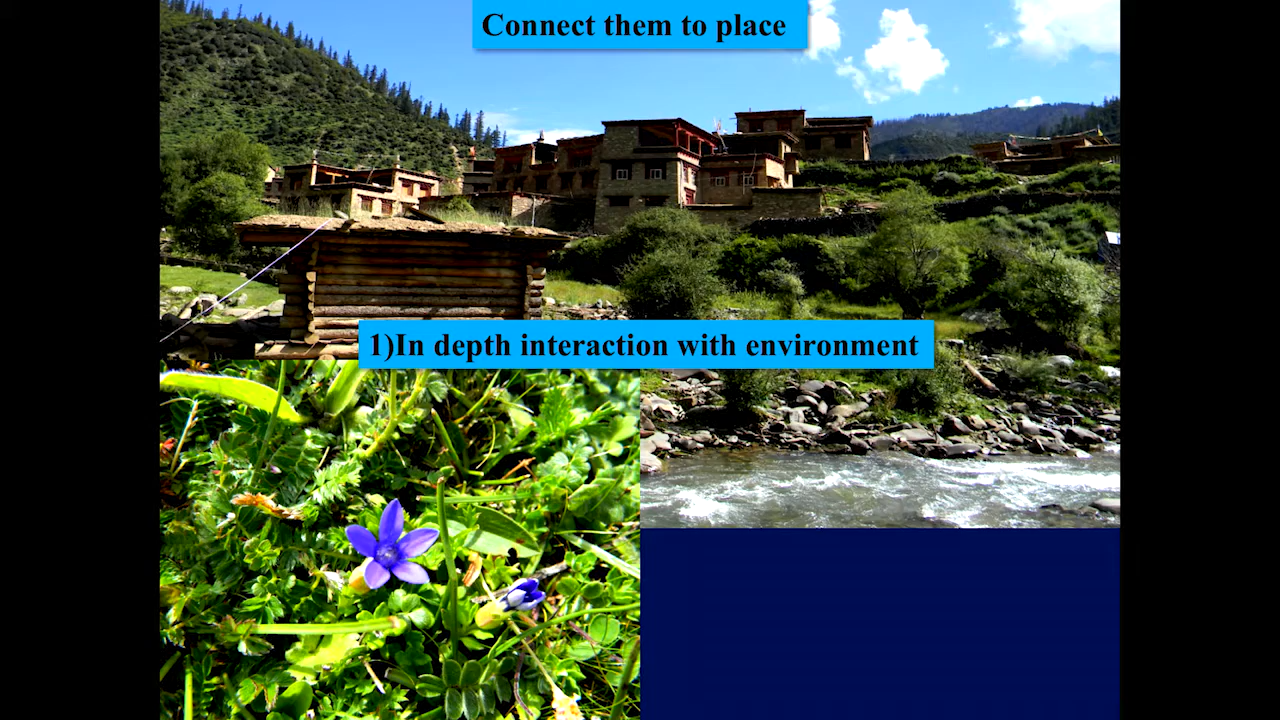 Connect them to place
1)In depth interaction with environment